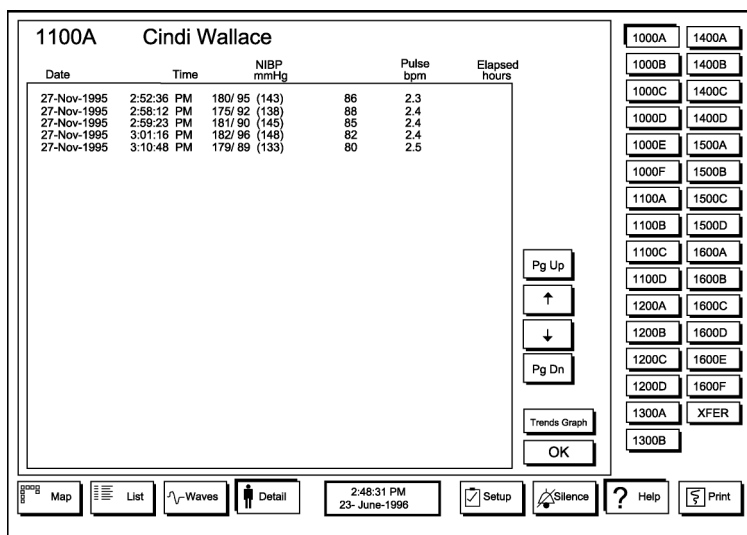 1100A Cindi Wallace
Date Time NIBP mmHg Pulse bpm Elapsed hours
27-Nov-1995 2:52:36 PM 180/ 95 (143) 86 2.3
27-Nov-1995 2:58:12 PM 175/ 92 (138) 88 2.4
27-Nov-1995 2:59:23 PM 181/ 90 (145) 85 2.4
27-Nov-1995 3:01:16 PM 182/ 96 (148) 82 2.4
27-Nov-1995 3:10:48 PM 179/ 89 (133) 80 2.5
Pg Up
Pg Dn
Trends Graph
OK
1000A 1400A
1000B 1400B
1000C 1400C
1000D 1400D
1000E 1500A
1000F 1500B
1100A 1500C
1100B 1500D
1100C 1600A
1100D 1600B
1200A 1600C
1200B 1600D
1200C 1600E
1200D 1600F
1300A XFER
1300B
Map List Waves Detail 2:48:31 PM Setup Silence ? Help Print
23- June-1996